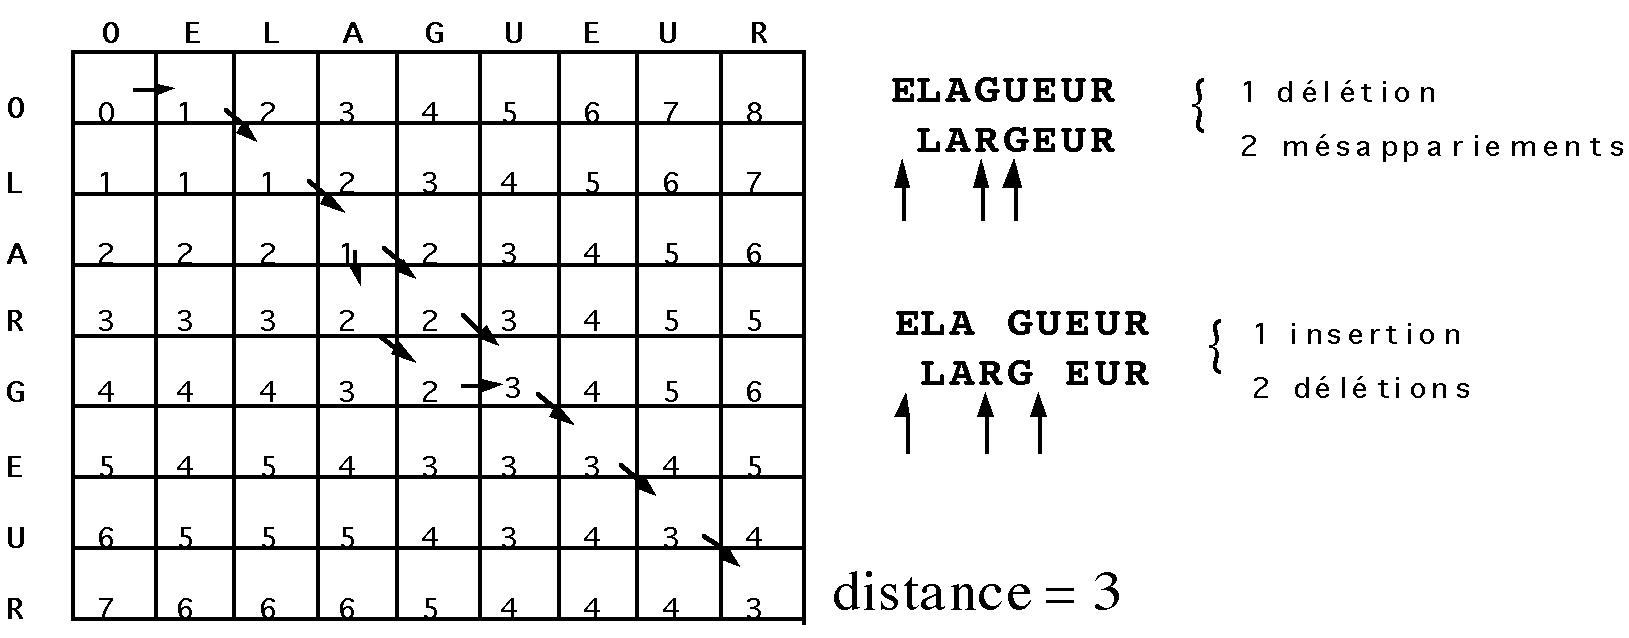 0 E L A G U E U R
0 0 1 2 3 4 5 6 7 8
L 1 1 1 2 3 4 5 6 7
A 2 2 2 1 2 3 4 5 6
R 3 3 3 2 2 3 4 5 5
G 4 4 4 3 2 3 4 5 6
E 5 4 5 4 3 3 3 4 5
U 6 5 5 5 4 3 4 3 4
R 7 6 6 6 5 4 4 4 3
ELAGUEUR
LARGEUR
{ 1 délétion
2 mésappariements
ELA GUEUR
LARG EUR
{ 1 insertion
2 délétions
distance = 3